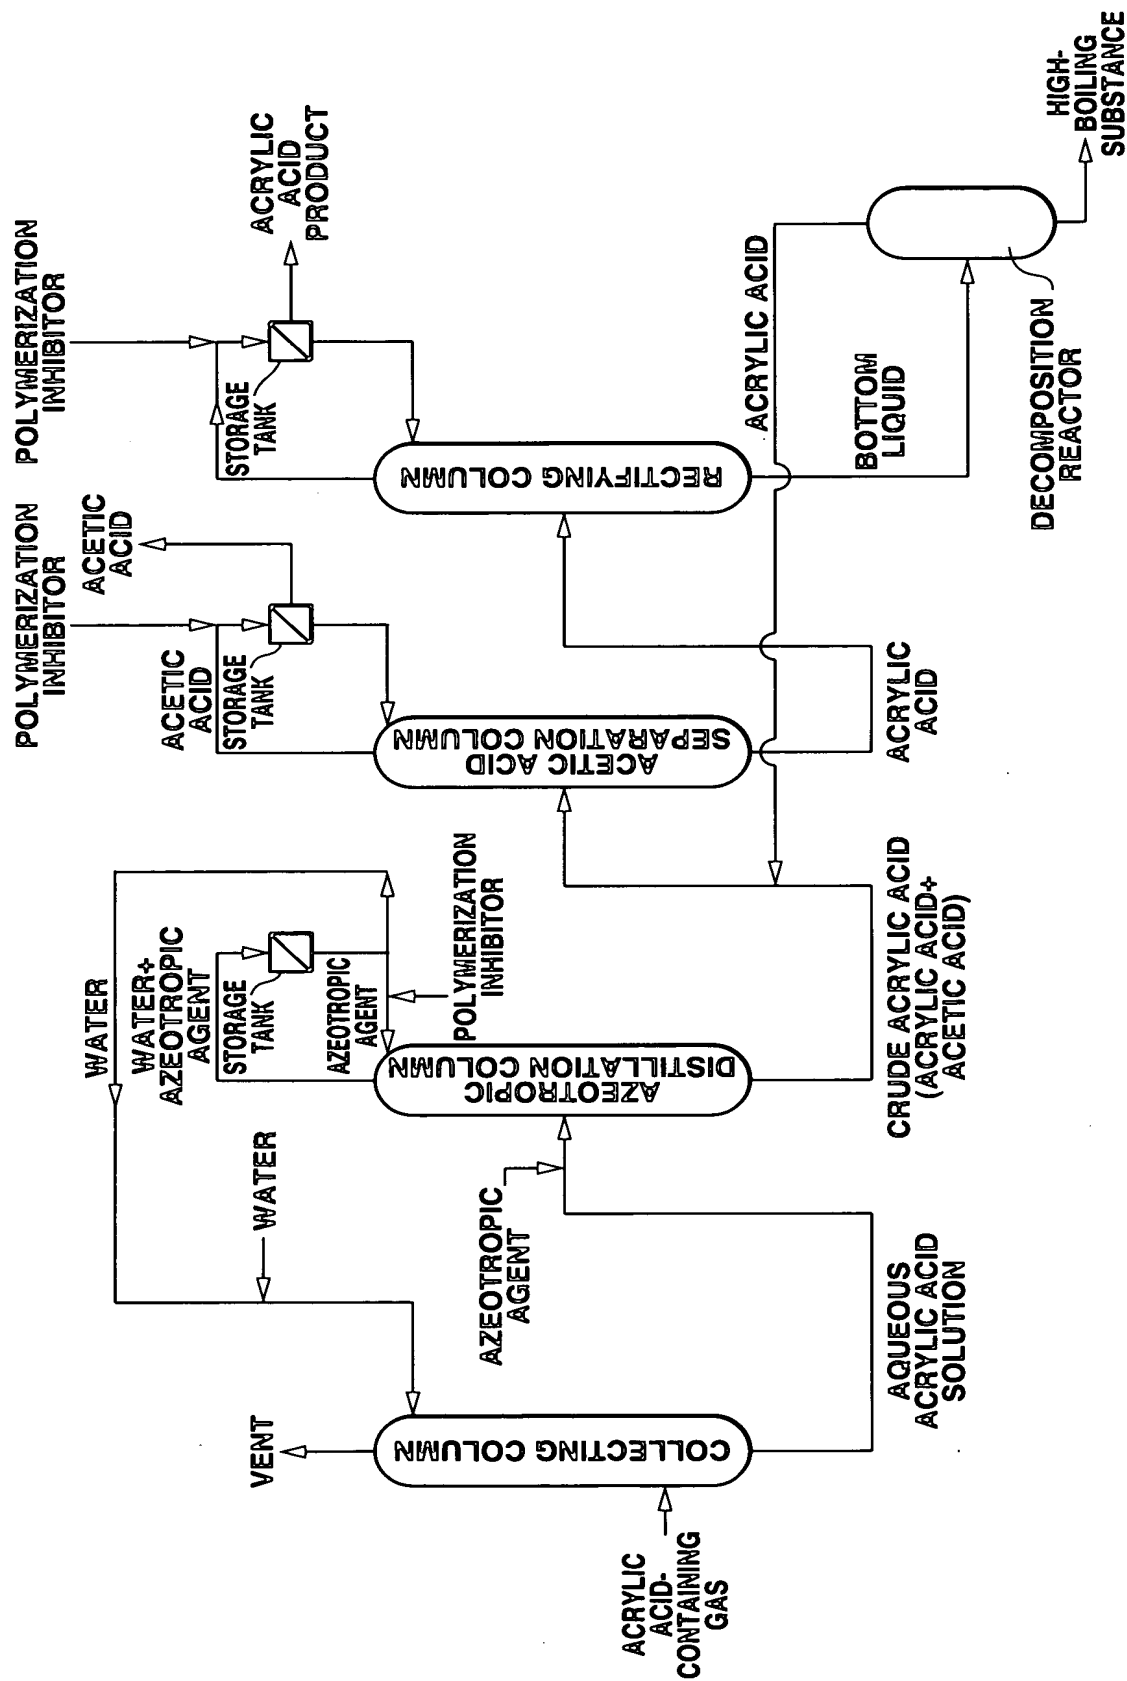 ACRYLIC
ACID-
CONTAINING
GAS
VENT
COLLECTING COLUMN
WATER
WATER
AQUEOUS
ACRYLIC ACID
SOLUTION
AZEOTROPIC
AGENT
WATER+
AZEOTROPIC
AGENT
STORAGE
TANK
AZEOTROPIC
AGENT
POLYMERIZATION
INHIBITOR
AZEOTROPIC
DISTILLATION COLUMN
CRUDE ACRYLIC ACID
(ACRYLIC ACID+
ACETIC ACID)
POLYMERIZATION
INHIBITOR
ACETIC
ACID
ACETIC
ACID
STORAGE
TANK
ACETIC ACID
SEPARATION COLUMN
ACRYLIC
ACID
POLYMERIZATION
INHIBITOR
STORAGE
TANK
ACRYLIC
ACID
PRODUCT
RECTIFYING COLUMN
ACRYLIC ACID
BOTTOM
LIQUID
DECOMPOSITION
REACTOR
HIGH-
BOILING
SUBSTANCE